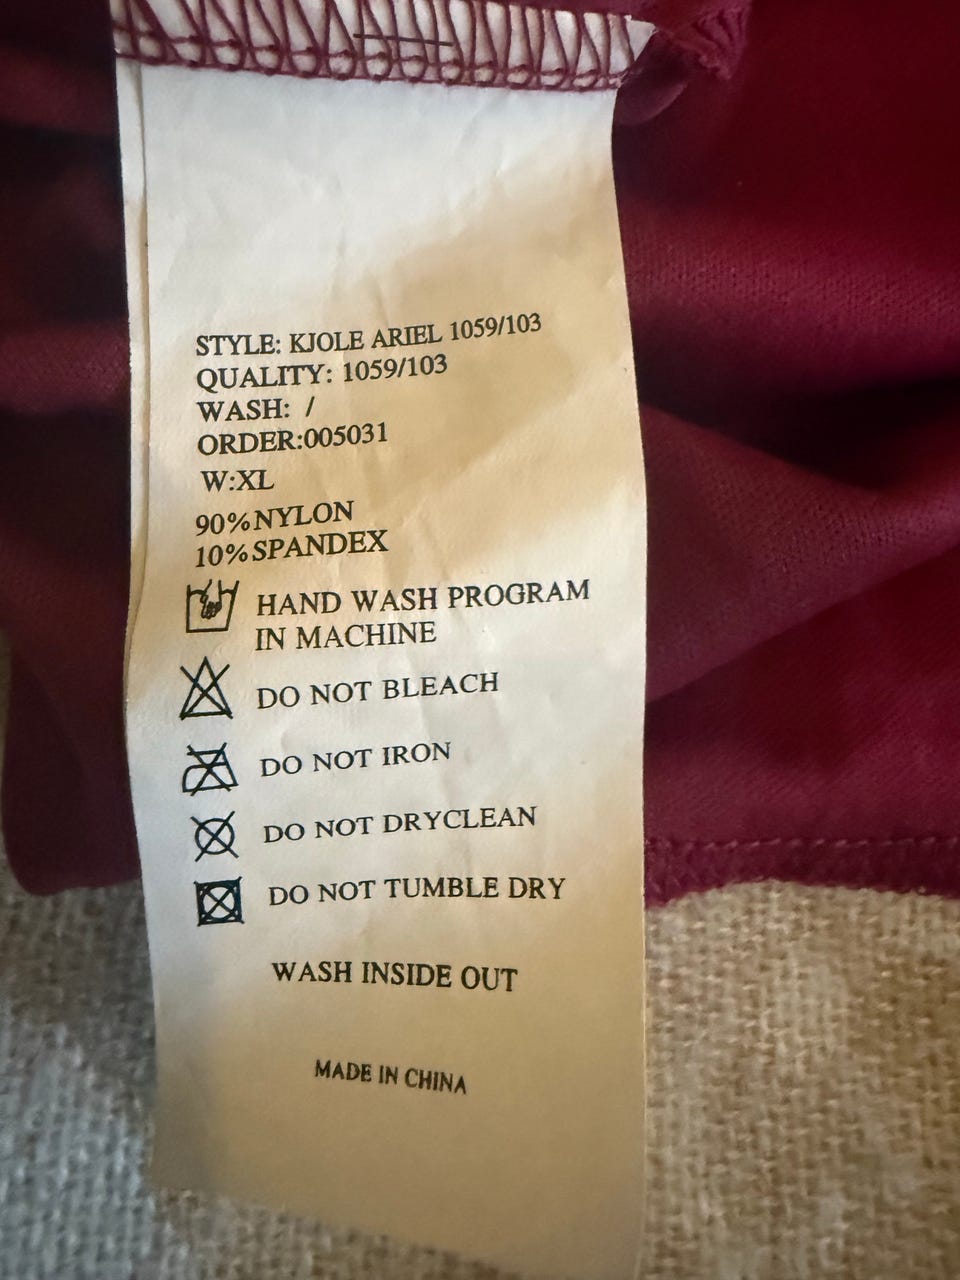 STYLE: KJOLE ARIEL 1059/103
QUALITY: 1059/103
WASH: /
ORDER:005031
W:XL
90%NYLON
10%SPANDEX
HAND WASH PROGRAM
IN MACHINE
DO NOT BLEACH
DO NOT IRON
DO NOT DRYCLEAN
DO NOT TUMBLE DRY
WASH INSIDE OUT
MADE IN CHINA